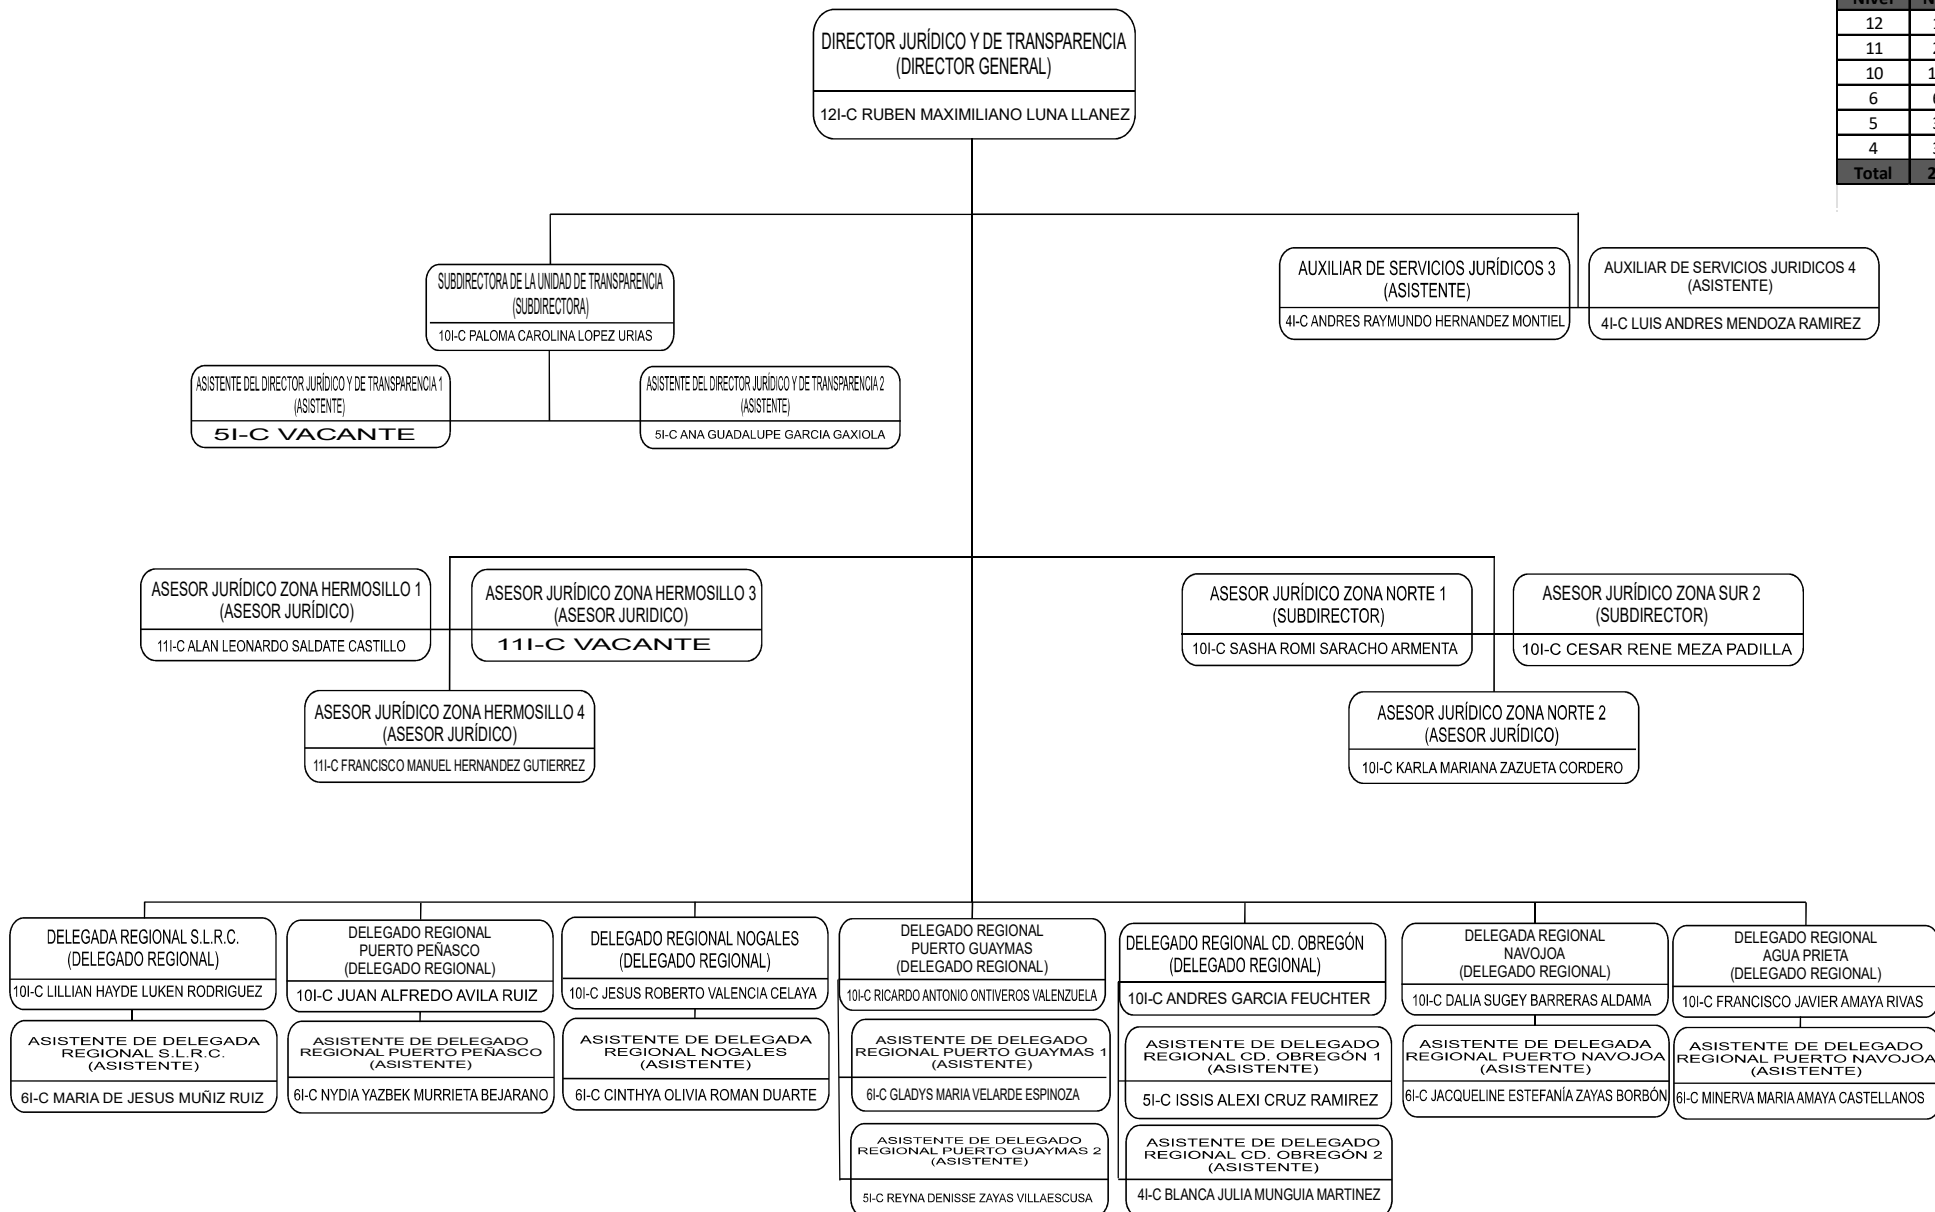 DIRECTOR JURÍDICO Y DE TRANSPARENCIA
(DIRECTOR GENERAL)
12I-C RUBEN MAXIMILIANO LUNA LLANEZ
Nivel
12
11
10
6
5
4
Total
SUBDIRECTORA DE LA UNIDAD DE TRANSPARENCIA
(SUBDIRECTORA)
10I-C PALOMA CAROLINA LOPEZ URIAS
AUXILIAR DE SERVICIOS JURÍDICOS 3
(ASISTENTE)
4I-C ANDRES RAYMUNDO HERNANDEZ MONTIEL
AUXILIAR DE SERVICIOS JURIDICOS 4
(ASISTENTE)
4I-C LUIS ANDRES MENDOZA RAMIREZ
ASISTENTE DEL DIRECTOR JURÍDICO Y DE TRANSPARENCIA 1
(ASISTENTE)
5I-C VACANTE
ASISTENTE DEL DIRECTOR JURÍDICO Y DE TRANSPARENCIA 2
(ASISTENTE)
5I-C ANA GUADALUPE GARCIA GAXIOLA
ASESOR JURÍDICO ZONA HERMOSILLO 1
(ASESOR JURÍDICO)
11I-C ALAN LEONARDO SALDATE CASTILLO
ASESOR JURÍDICO ZONA HERMOSILLO 3
(ASESOR JURIDICO)
11I-C VACANTE
ASESOR JURÍDICO ZONA HERMOSILLO 4
(ASESOR JURÍDICO)
11I-C FRANCISCO MANUEL HERNANDEZ GUTIERREZ
ASESOR JURÍDICO ZONA NORTE 1
(SUBDIRECTOR)
10I-C SASHA ROMI SARACHO ARMENTA
ASESOR JURÍDICO ZONA SUR 2
(SUBDIRECTOR)
10I-C CESAR RENE MEZA PADILLA
ASESOR JURÍDICO ZONA NORTE 2
(ASESOR JURÍDICO)
10I-C KARLA MARIANA ZAZUETA CORDERO
DELEGADA REGIONAL S.L.R.C.
(DELEGADO REGIONAL)
10I-C LILLIAN HAYDE LUKEN RODRIGUEZ
ASISTENTE DE DELEGADA
REGIONAL S.L.R.C.
(ASISTENTE)
6I-C MARIA DE JESUS MUÑIZ RUIZ
DELEGADO REGIONAL
PUERTO PEÑASCO
(DELEGADO REGIONAL)
10I-C JUAN ALFREDO AVILA RUIZ
ASISTENTE DE DELEGADO
REGIONAL PUERTO PEÑASCO
(ASISTENTE)
6I-C NYDIA YAZBEK MURRIETA BEJARANO
DELEGADO REGIONAL NOGALES
(DELEGADO REGIONAL)
10I-C JESUS ROBERTO VALENCIA CELAYA
ASISTENTE DE DELEGADA
REGIONAL NOGALES
(ASISTENTE)
6I-C CINTHYA OLIVIA ROMAN DUARTE
DELEGADO REGIONAL
PUERTO GUAYMAS
(DELEGADO REGIONAL)
10I-C RICARDO ANTONIO ONTIVEROS VALENZUELA
ASISTENTE DE DELEGADO
REGIONAL PUERTO GUAYMAS 1
(ASISTENTE)
6I-C GLADYS MARIA VELARDE ESPINOZA
ASISTENTE DE DELEGADO
REGIONAL PUERTO GUAYMAS 2
(ASISTENTE)
5I-C REYNA DENISSE ZAYAS VILLAESCUSA
DELEGADO REGIONAL CD. OBREGÓN
(DELEGADO REGIONAL)
10I-C ANDRES GARCIA FEUCHTER
ASISTENTE DE DELEGADO
REGIONAL CD. OBREGÓN 1
(ASISTENTE)
5I-C ISSIS ALEXI CRUZ RAMIREZ
ASISTENTE DE DELEGADO
REGIONAL CD. OBREGÓN 2
(ASISTENTE)
4I-C BLANCA JULIA MUNGUIA MARTINEZ
DELEGADA REGIONAL
NAVOJOA
(DELEGADO REGIONAL)
10I-C DALIA SUGEY BARRERAS ALDAMA
ASISTENTE DE DELEGADA
REGIONAL PUERTO NAVOJOA
(ASISTENTE)
6I-C JACQUELINE ESTEFANÍA ZAYAS BORBÓN
DELEGADO REGIONAL
AGUA PRIETA
(DELEGADO REGIONAL)
10I-C FRANCISCO JAVIER AMAYA RIVAS
ASISTENTE DE DELEGADO
REGIONAL PUERTO NAVOJOA
(ASISTENTE)
6I-C MINERVA MARIA AMAYA CASTELLANOS